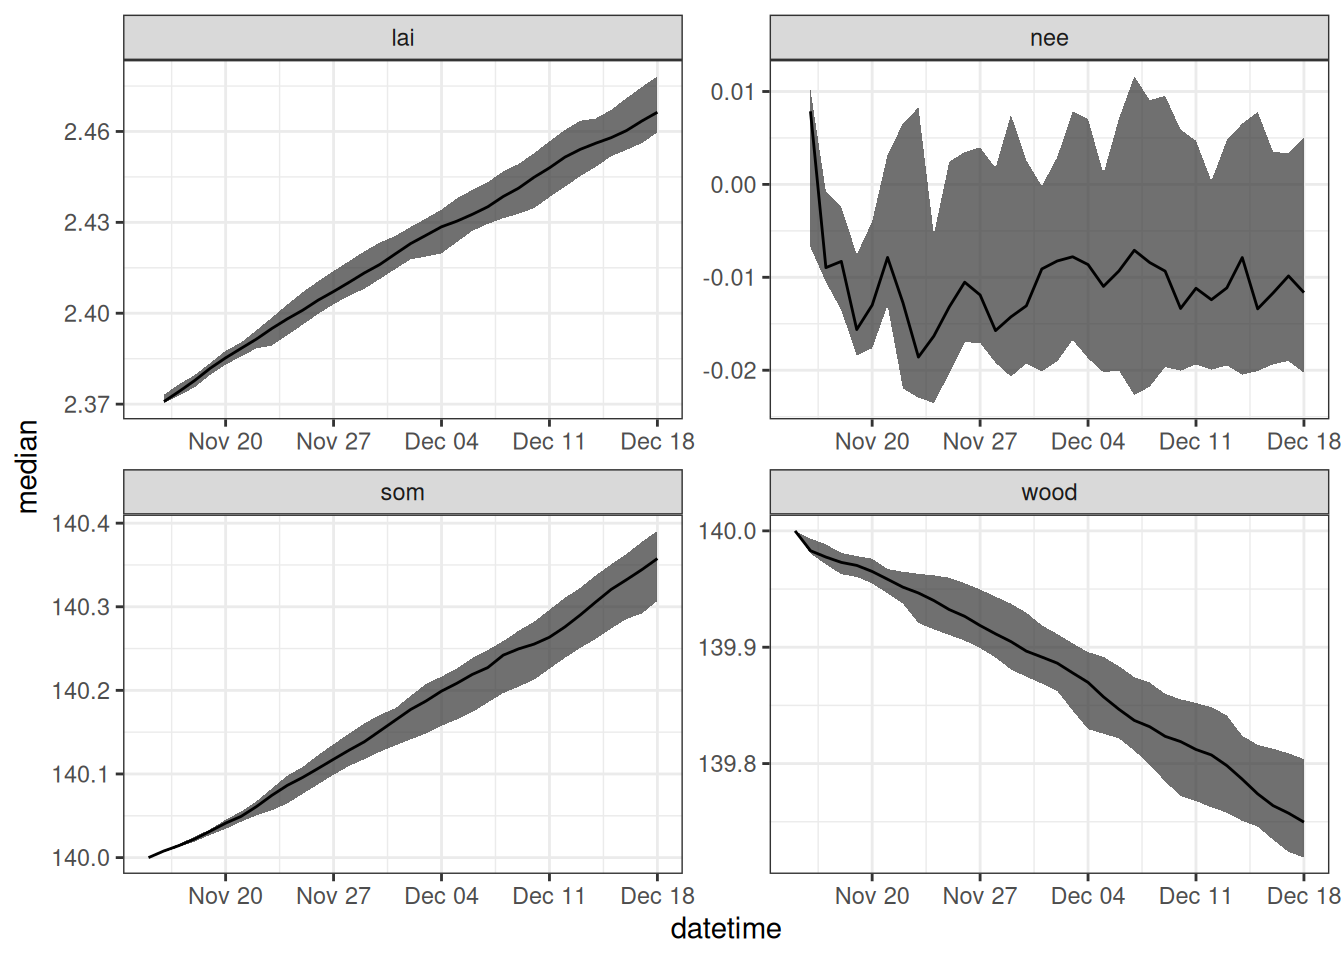 lai
nee
2.46
2.43
2.40
2.37
0.01
0.00
-0.01
-0.02
Nov 20 Nov 27 Dec 04 Dec 11 Dec 18
Nov 20 Nov 27 Dec 04 Dec 11 Dec 18
median
som
wood
140.4
140.3
140.2
140.1
140.0
140.0
139.9
139.8
Nov 20 Nov 27 Dec 04 Dec 11 Dec 18
Nov 20 Nov 27 Dec 04 Dec 11 Dec 18
datetime